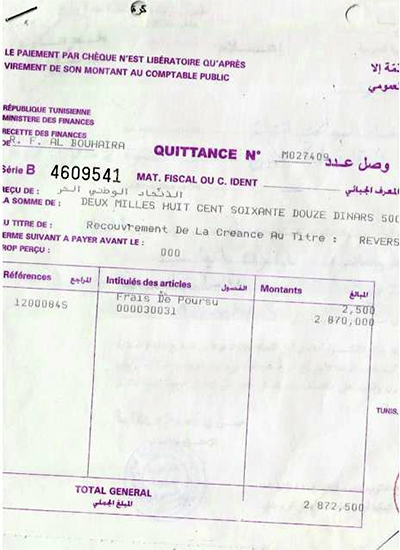 كرة
LE PAIEMENT PAR CHÈQUE N'EST LIBÉRATOIRE QU'APRÈS
VIREMENT DE SON MONTANT AU COMPTABLE PUBLIC
RÉPUBLIQUE TUNISIENNE
MINISTERE DES FINANCES
RECETTE DES FINANCES
DE R. F. AL BOUHAIRA
QUITTANCE N° M027409 وصل عدد
Série B 4609541 MAT. FISCAL OU C. IDENT المعرف الجبائي
REÇU DE : الاتحاد الوطني الحر
LA SOMME DE : DEUX MILLES HUIT CENT SOIXANTE DOUZE DINARS 500
AU TITRE DE : Recouvrement De La Creance Au Titre : REVERS
TERME SUIVANT A PAYER AVANT LE :
TROP PERÇU : 000
Références المراجع Intitulés des articles الفصول Montants المبالغ
Frais De Poursu 2,500
1200084S 000030031 2 870,000
TUNIS,
TOTAL GENERAL
المبلغ الجملي 2 872,500